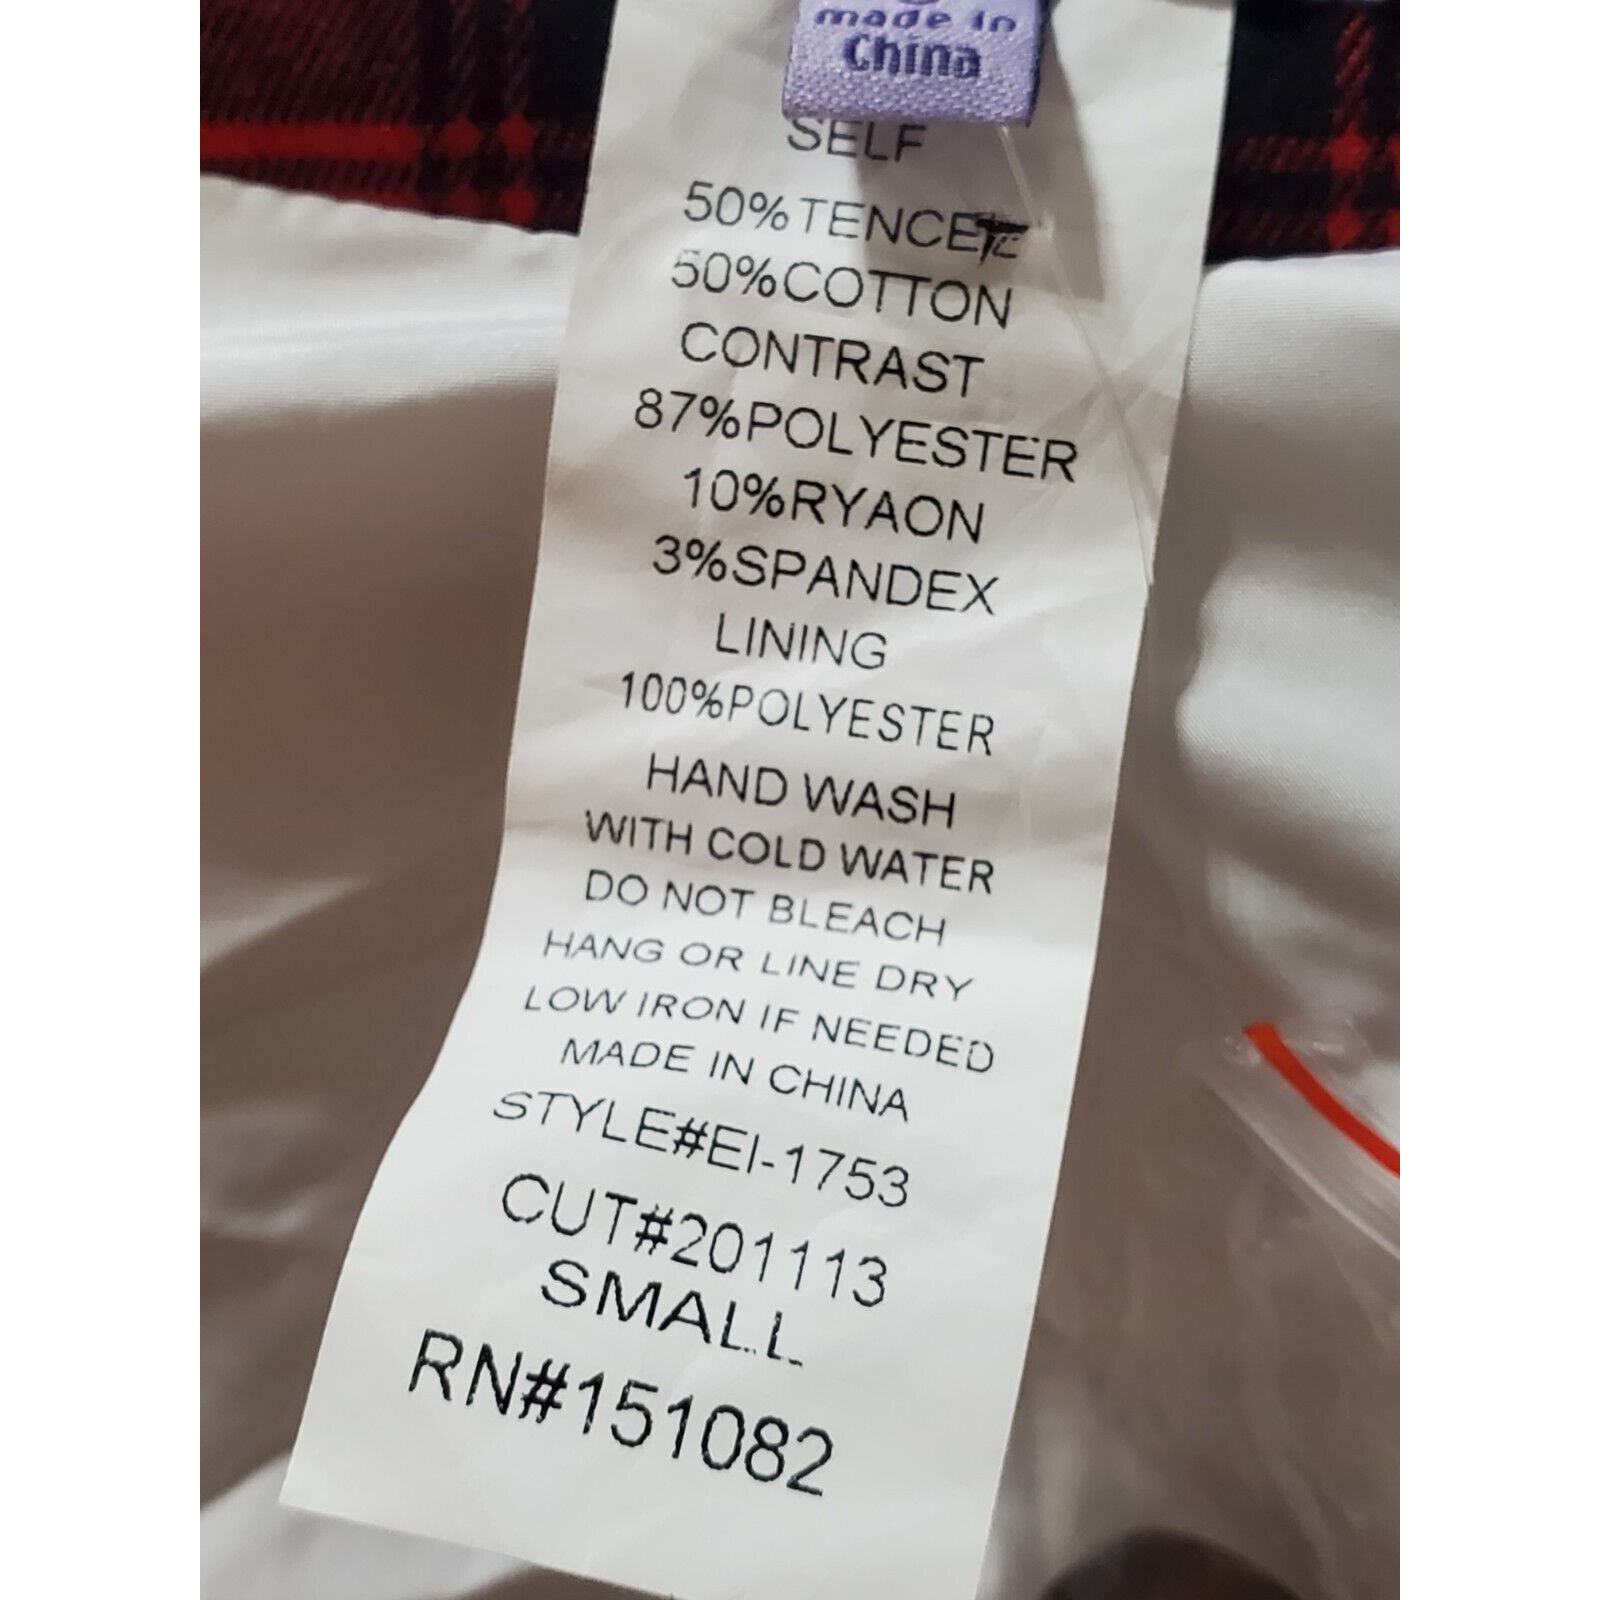 made in
China
SELF
50%TENCE
50%COTTON
CONTRAST
87%POLYESTER
10%RYAON
3%SPANDEX
LINING
100%POLYESTER
HAND WASH
WITH COLD WATER
DO NOT BLEACH
HANG OR LINE DRY
LOW IRON IF NEEDED
MADE IN CHINA
STYLE#EI-1753
CUT#201113
SMALL
RN#151082